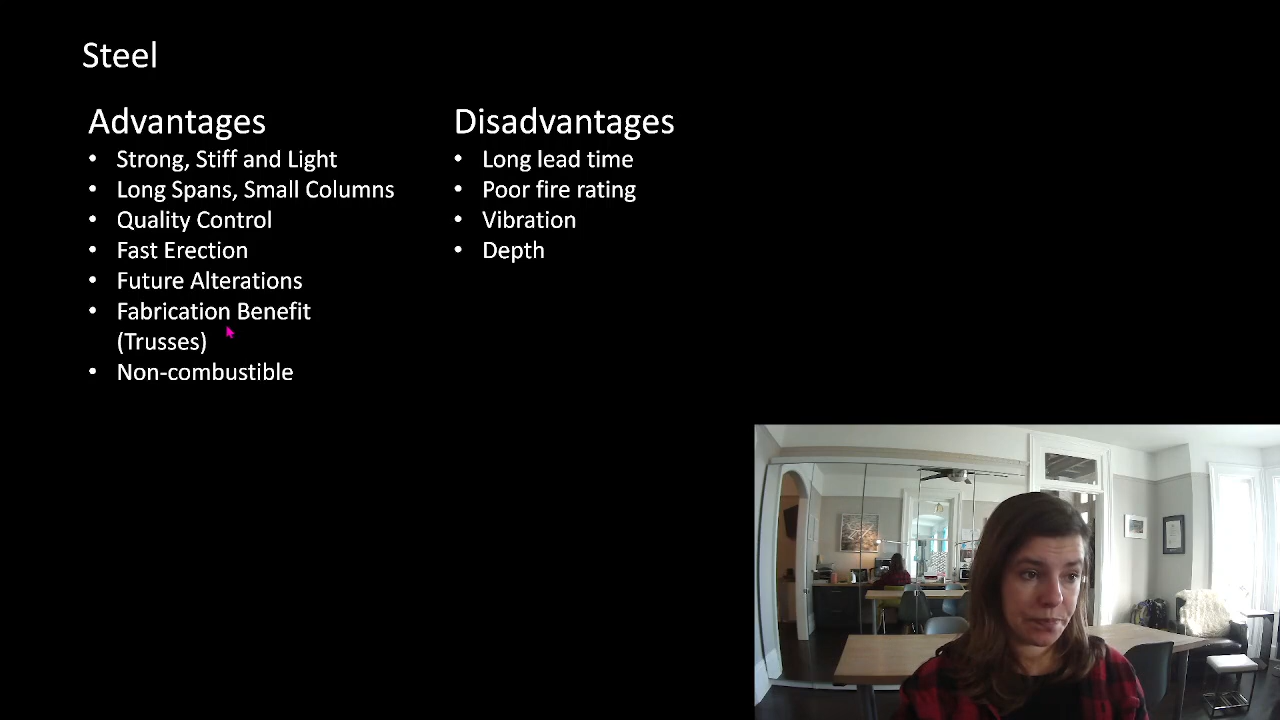 Steel
Advantages
• Strong, Stiff and Light
• Long Spans, Small Columns
• Quality Control
• Fast Erection
• Future Alterations
• Fabrication Benefit
(Trusses)
• Non-combustible
Disadvantages
• Long lead time
• Poor fire rating
• Vibration
• Depth